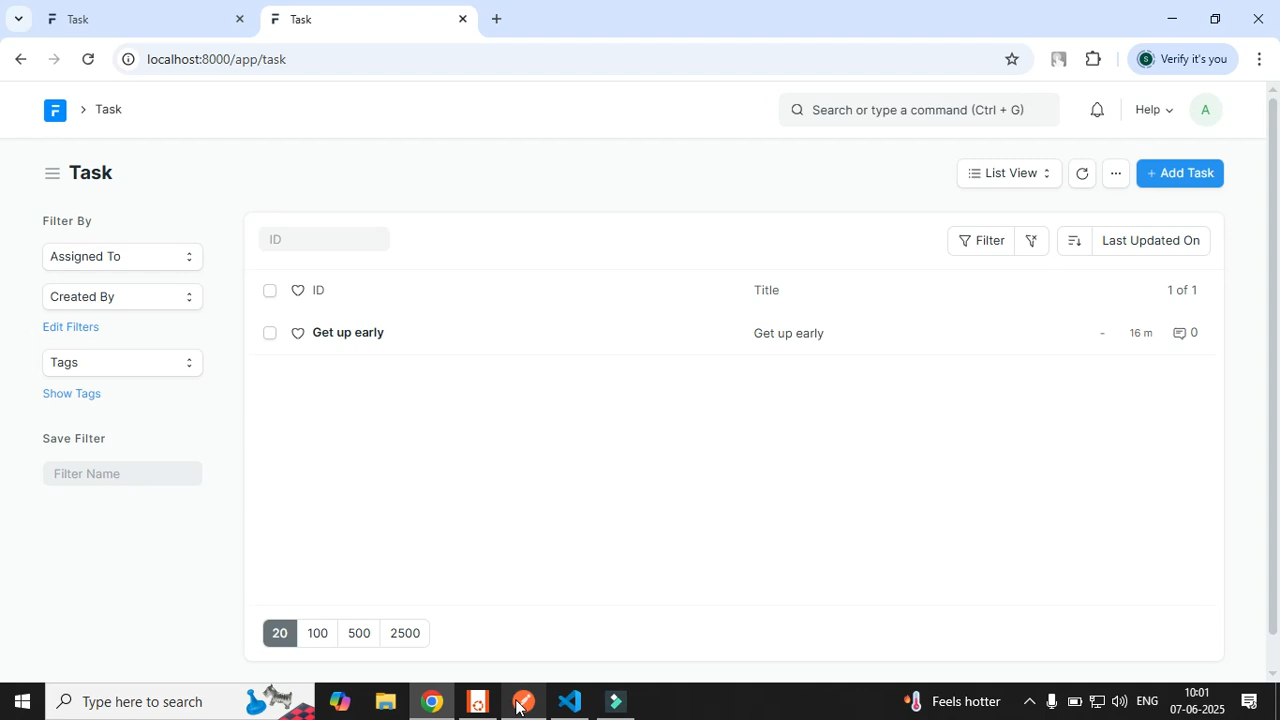 Task
Task
localhost:8000/app/task
Verify it's you
Task
Search or type a command (Ctrl + G)
Help
A
Task
List View
+ Add Task
Filter By
Assigned To
Created By
Edit Filters
Tags
Show Tags
Save Filter
Filter Name
ID
Filter
Last Updated On
ID
Title
1 of 1
Get up early
Get up early
-
16 m
0
20
100
500
2500
Type here to search
Feels hotter
ENG
10:01
07-06-2025